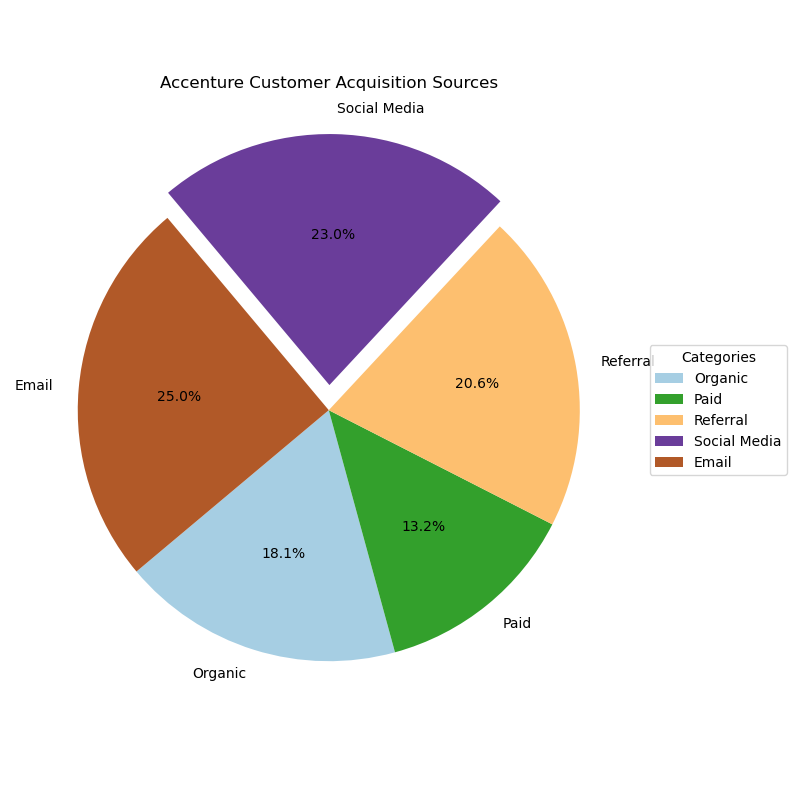 Accenture Customer Acquisition Sources
Social Media
23.0%
Referral
20.6%
Email
25.0%
13.2%
Paid
18.1%
Organic
Categories
Organic
Paid
Referral
Social Media
Email